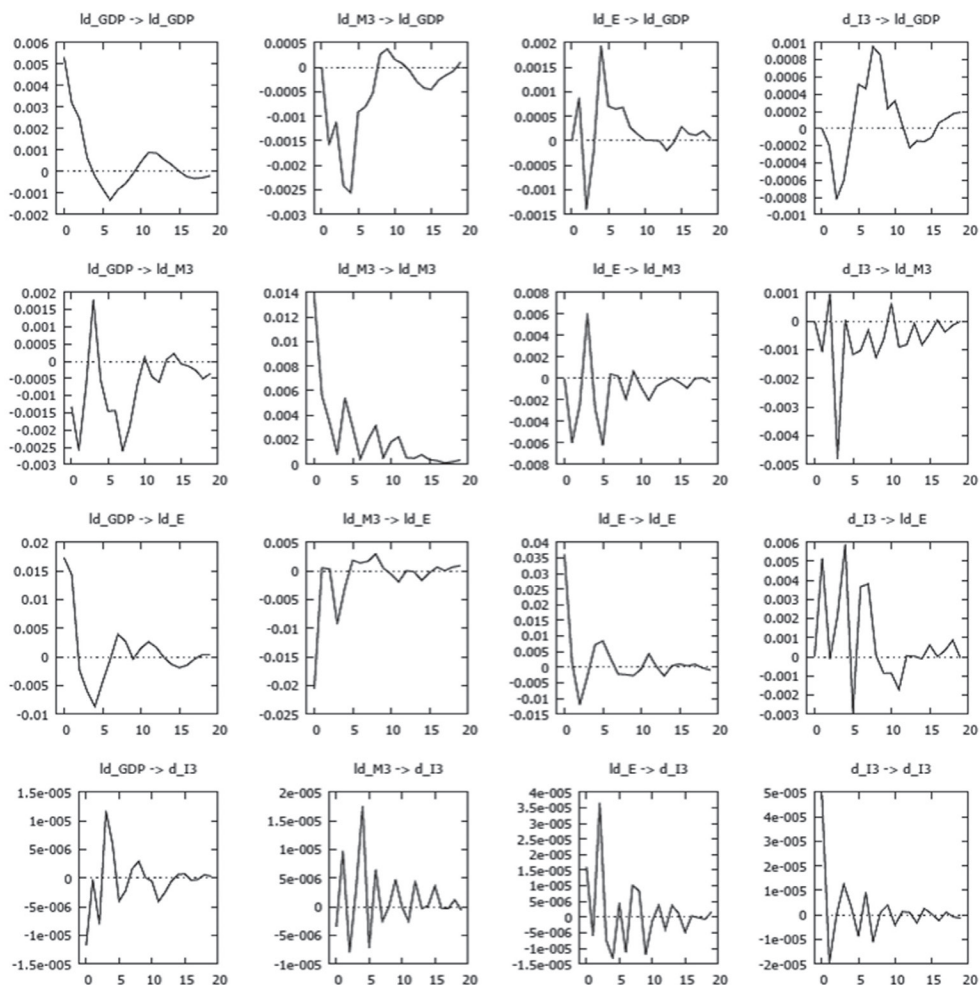 ld_GDP -> ld_GDP
0.006
0.005
0.004
0.003
0.002
0.001
0
-0.001
-0.002
0 5 10 15 20
ld_M3 -> ld_GDP
0.0005
0
-0.0005
-0.001
-0.0015
-0.002
-0.0025
-0.003
0 5 10 15 20
ld_E -> ld_GDP
0.002
0.0015
0.001
0.0005
0
-0.0005
-0.001
-0.0015
0 5 10 15 20
d_I3 -> ld_GDP
0.001
0.0008
0.0006
0.0004
0.0002
0
-0.0002
-0.0004
-0.0006
-0.0008
-0.001
0 5 10 15 20
ld_GDP -> ld_M3
0.002
0.0015
0.001
0.0005
0
-0.0005
-0.001
-0.0015
-0.002
-0.0025
-0.003
0 5 10 15 20
ld_M3 -> ld_M3
0.014
0.012
0.01
0.008
0.006
0.004
0.002
0
0 5 10 15 20
ld_E -> ld_M3
0.008
0.006
0.004
0.002
0
-0.002
-0.004
-0.006
-0.008
0 5 10 15 20
d_I3 -> ld_M3
0.001
0
-0.001
-0.002
-0.003
-0.004
-0.005
0 5 10 15 20
ld_GDP -> ld_E
0.02
0.015
0.01
0.005
0
-0.005
-0.01
0 5 10 15 20
ld_M3 -> ld_E
0.005
0
-0.005
-0.01
-0.015
-0.02
-0.025
0 5 10 15 20
ld_E -> ld_E
0.04
0.035
0.03
0.025
0.02
0.015
0.01
0.005
0
-0.005
-0.01
-0.015
0 5 10 15 20
d_I3 -> ld_E
0.006
0.005
0.004
0.003
0.002
0.001
0
-0.001
-0.002
-0.003
0 5 10 15 20
ld_GDP -> d_I3
1.5e-005
1e-005
5e-006
0
-5e-006
-1e-005
-1.5e-005
0 5 10 15 20
ld_M3 -> d_I3
2e-005
1.5e-005
1e-005
5e-006
0
-5e-006
-1e-005
0 5 10 15 20
ld_E -> d_I3
4e-005
3.5e-005
3e-005
2.5e-005
2e-005
1.5e-005
1e-005
5e-006
0
-5e-006
-1e-005
-1.5e-005
0 5 10 15 20
d_I3 -> d_I3
5e-005
4e-005
3e-005
2e-005
1e-005
0
-1e-005
-2e-005
0 5 10 15 20